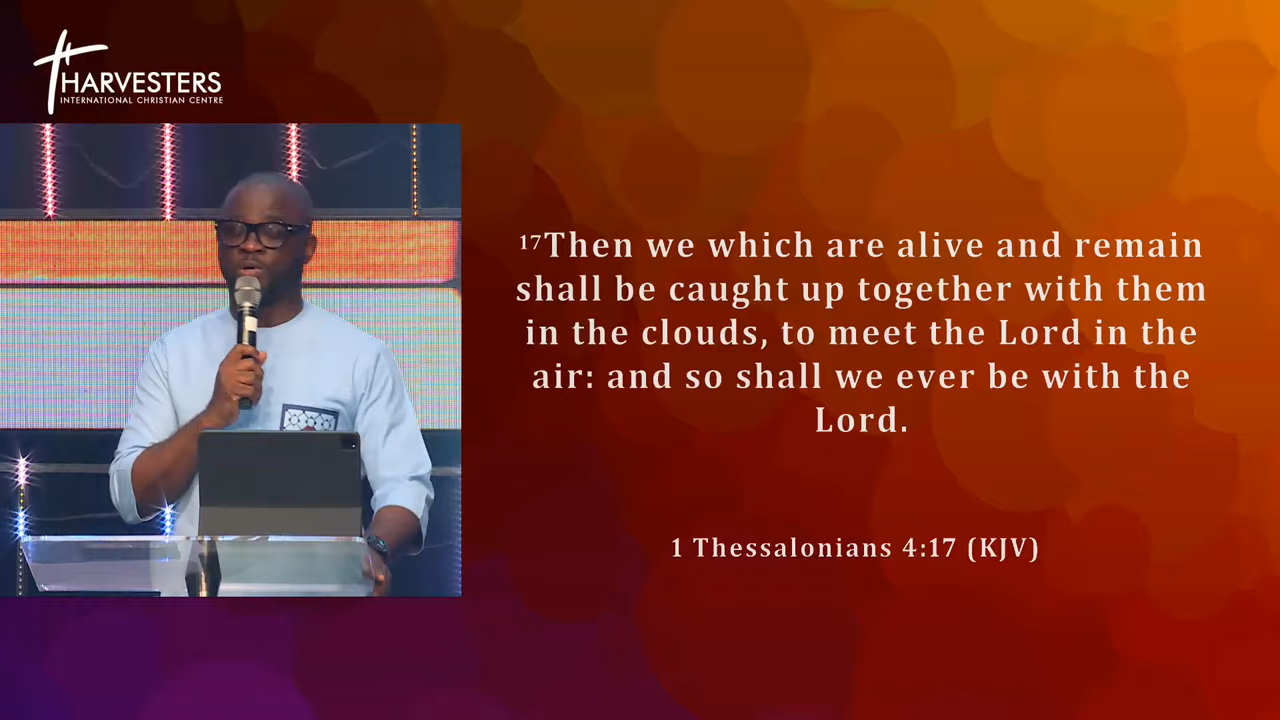 HARVESTERS
INTERNATIONAL CHRISTIAN CENTRE
17Then we which are alive and remain
shall be caught up together with them
in the clouds, to meet the Lord in the
air: and so shall we ever be with the
Lord.
1 Thessalonians 4:17 (KJV)